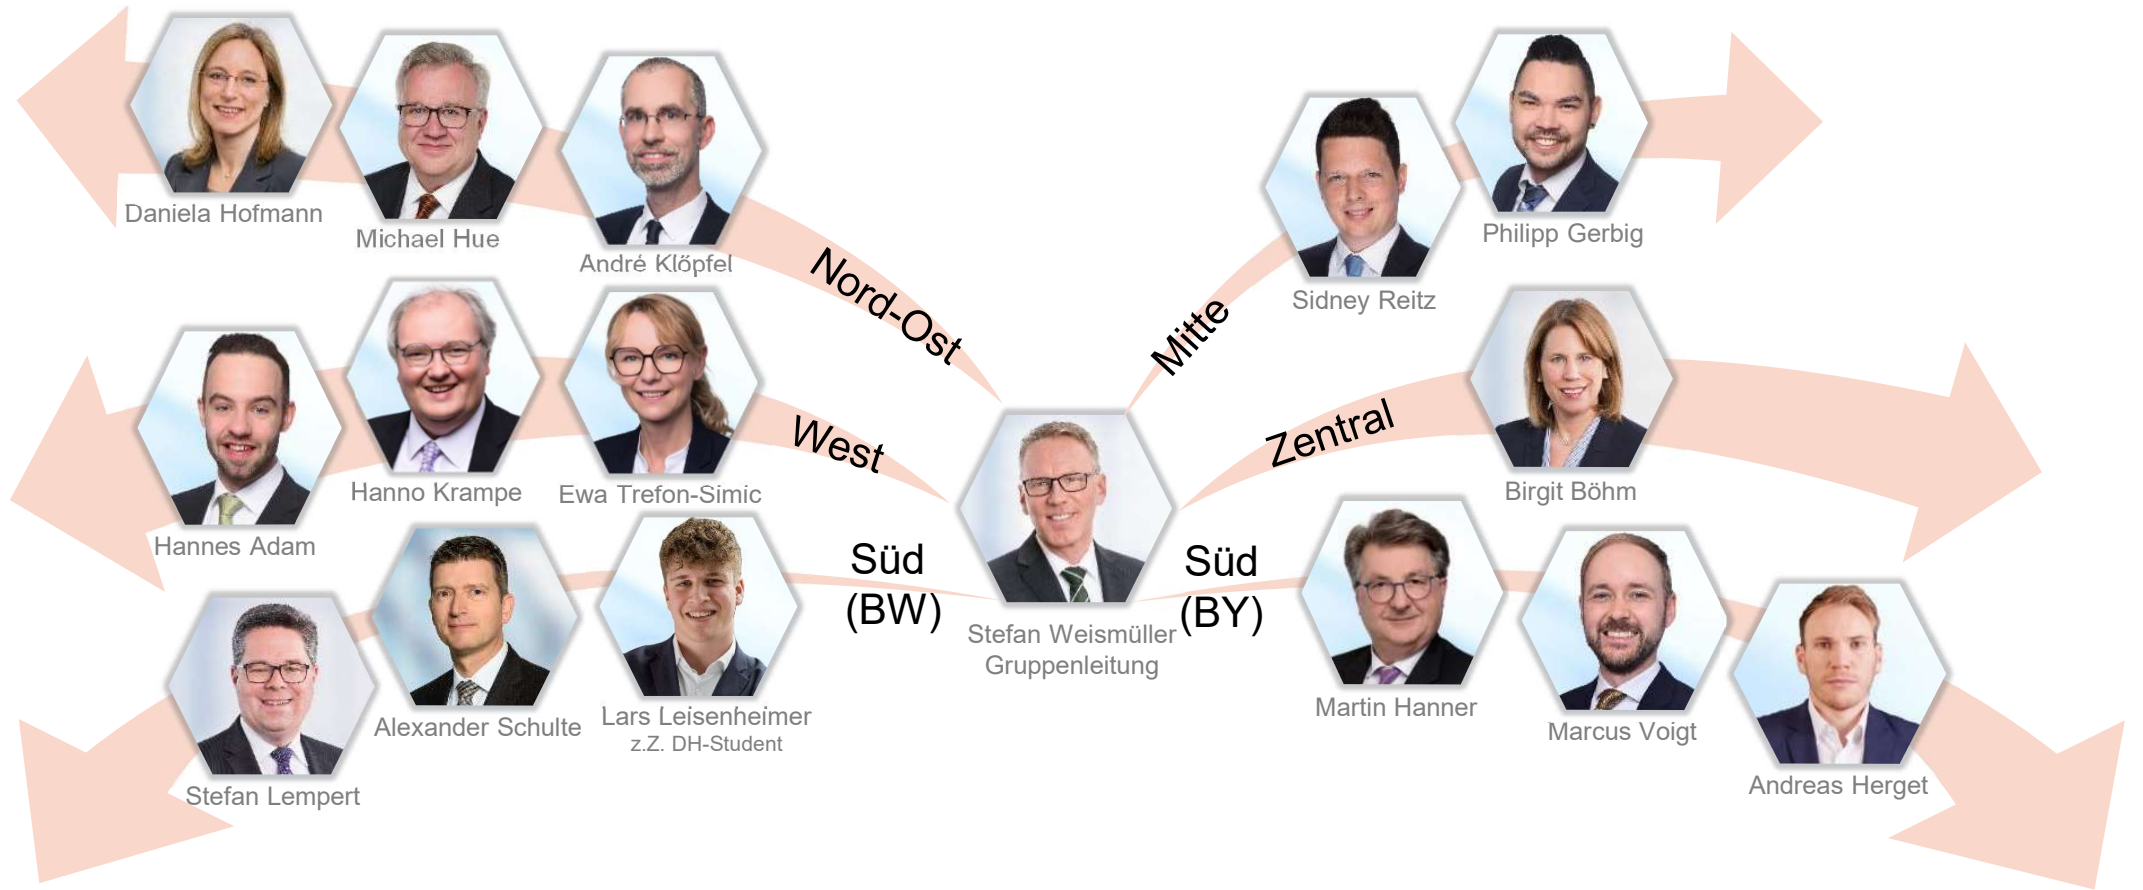 Daniela Hofmann
Michael Hue
André Klöpfel
Nord-Ost
Mitte
Sidney Reitz
Philipp Gerbig
Hannes Adam
Hanno Krampe
Ewa Trefon-Simic
West
Zentral
Birgit Böhm
Stefan Lempert
Alexander Schulte
Lars Leisenheimer
z.Z. DH-Student
Süd
(BW)
Stefan Weismüller
Gruppenleitung
Süd
(BY)
Martin Hanner
Marcus Voigt
Andreas Herget